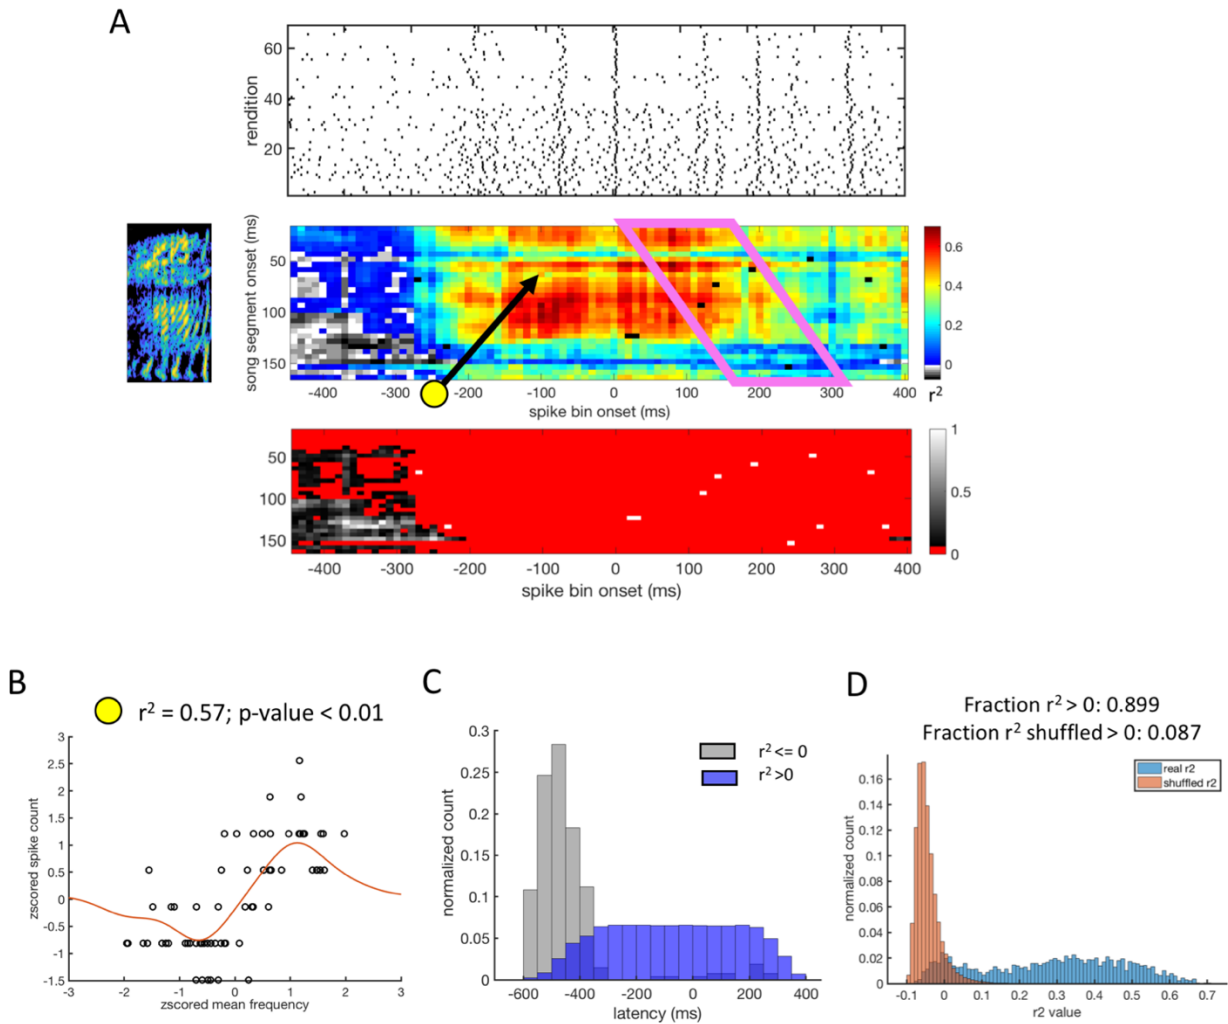 A
60
40
20
rendition
song segment onset (ms)
50
100
150
0.6
0.4
0.2
0
r²
-400 -300 -200 -100 0 100 200 300 400
spike bin onset (ms)
50
100
150
1
0.5
0
-400 -300 -200 -100 0 100 200 300 400
spike bin onset (ms)
B
r² = 0.57; p-value < 0.01
zscored spike count
3
2.5
2
1.5
1
0.5
0
-0.5
-1
-1.5
-3 -2 -1 0 1 2 3
zscored mean frequency
C
r² <= 0
r² >0
normalized count
0.3
0.25
0.2
0.15
0.1
0.05
0
-600 -400 -200 0 200 400
latency (ms)
D
Fraction r² > 0: 0.899
Fraction r² shuffled > 0: 0.087
real r2
shuffled r2
normalized count
0.16
0.14
0.12
0.1
0.08
0.06
0.04
0.02
0
-0.1 0 0.1 0.2 0.3 0.4 0.5 0.6 0.7
r2 value